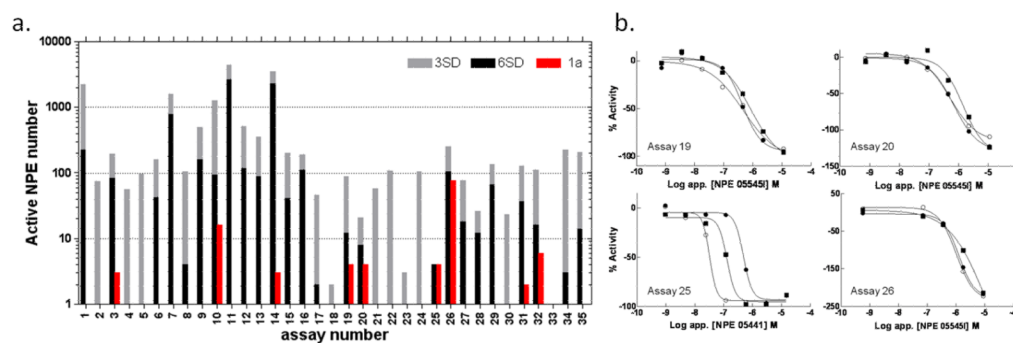 a.
b.
10000
1000
100
10
1
Active NPE number
3SD 6SD 1a
1 2 3 4 5 6 7 8 9 10 11 12 13 14 15 16 17 18 19 20 21 22 23 24 25 26 27 28 29 30 31 32 33 34 35
assay number
0
-50
-100
% Activity
Assay 19
-10 -9 -8 -7 -6 -5 -4
Log app. [NPE 05545I] M
0
-50
-100
-150
Assay 20
-10 -9 -8 -7 -6 -5 -4
Log app. [NPE 05545I] M
0
-50
-100
% Activity
Assay 25
-10 -9 -8 -7 -6 -5 -4
Log app. [NPE 05441] M
50
-50
-150
-250
Assay 26
-10 -9 -8 -7 -6 -5 -4
Log app. [NPE 05545I] M